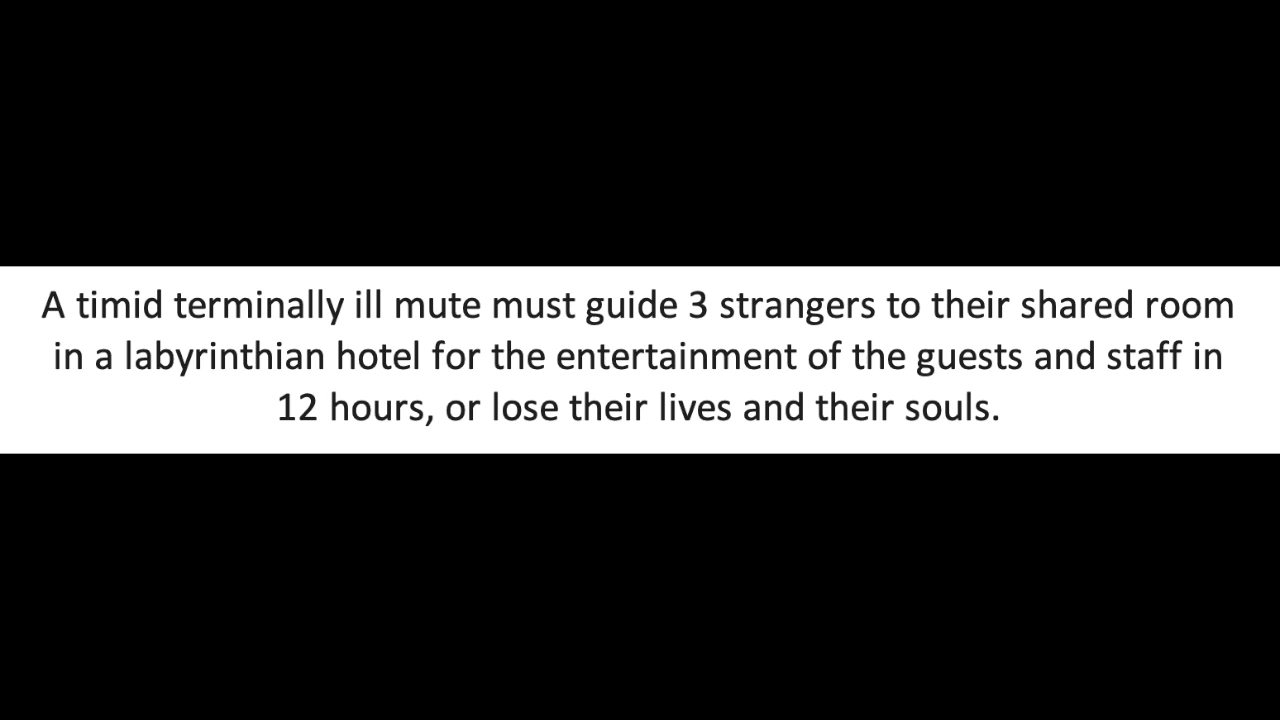 A timid terminally ill mute must guide 3 strangers to their shared room
in a labyrinthian hotel for the entertainment of the guests and staff in
12 hours, or lose their lives and their souls.